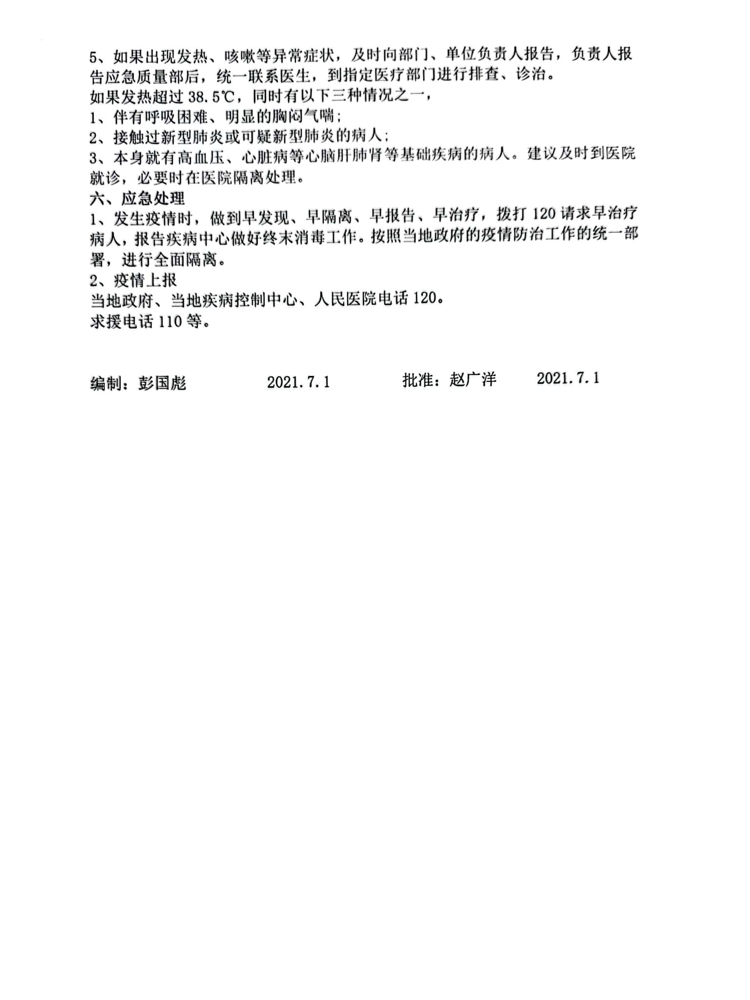 5、如果出现发热、咳嗽等异常症状，及时向部门、单位负责人报告，负责人报
告应急质量部后，统一联系医生，到指定医疗部门进行排查、诊治。
如果发热超过 38.5℃，同时有以下三种情况之一，
1、伴有呼吸困难、明显的胸闷气喘；
2、接触过新型肺炎或可疑新型肺炎的病人；
3、本身就有高血压、心脏病等心脑肝肺肾等基础疾病的病人。建议及时到医院
就诊，必要时在医院隔离处理。
六、应急处理
1、发生疫情时，做到早发现、早隔离、早报告、早治疗，拨打 120 请求早治疗
病人，报告疾病中心做好终末消毒工作。按照当地政府的疫情防治工作的统一部
署，进行全面隔离。
2、疫情上报
当地政府、当地疾病控制中心、人民医院电话 120。
求援电话 110 等。
编制：彭国彪 2021.7.1 批准：赵广洋 2021.7.1